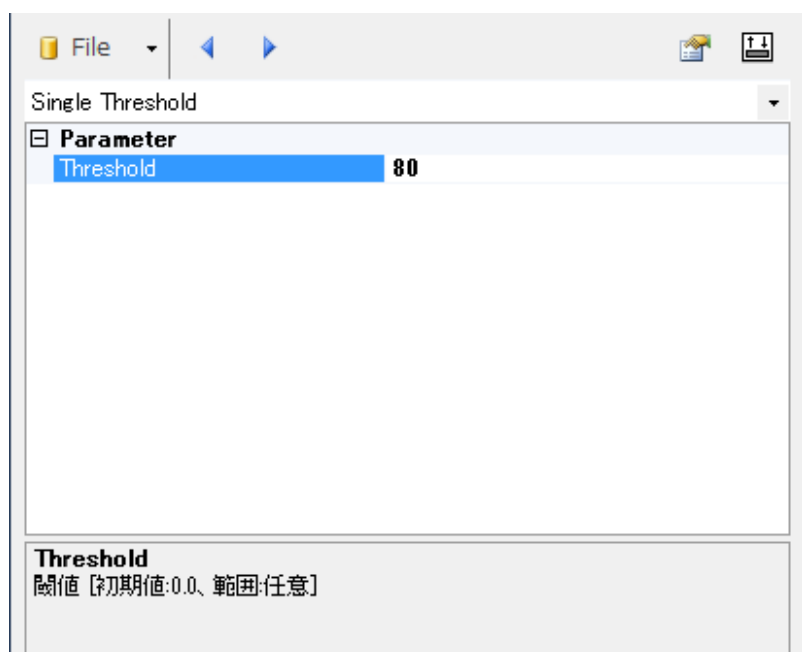 File
Single Threshold
Parameter
Threshold 80
Threshold
閾値 [初期値:0.0、範囲:任意]